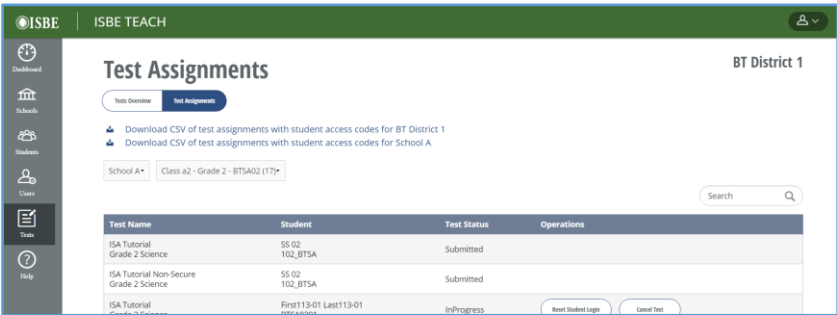 ISBE
ISBE TEACH
Dashboard
Schools
Students
Users
Tests
Help
Test Assignments
BT District 1
Tests Overview
Test Assignments
Download CSV of test assignments with student access codes for BT District 1
Download CSV of test assignments with student access codes for School A
School A
Class a2 - Grade 2 - BTSA02 (17)
Search
Test Name Student Test Status Operations
ISA Tutorial
Grade 2 Science
SS 02
102_BTSA
Submitted
ISA Tutorial Non-Secure
Grade 2 Science
SS 02
102_BTSA
Submitted
ISA Tutorial
Grade 2 Science
First113-01 Last113-01
BTSA0201
InProgress
Reset Student Login
Cancel Test